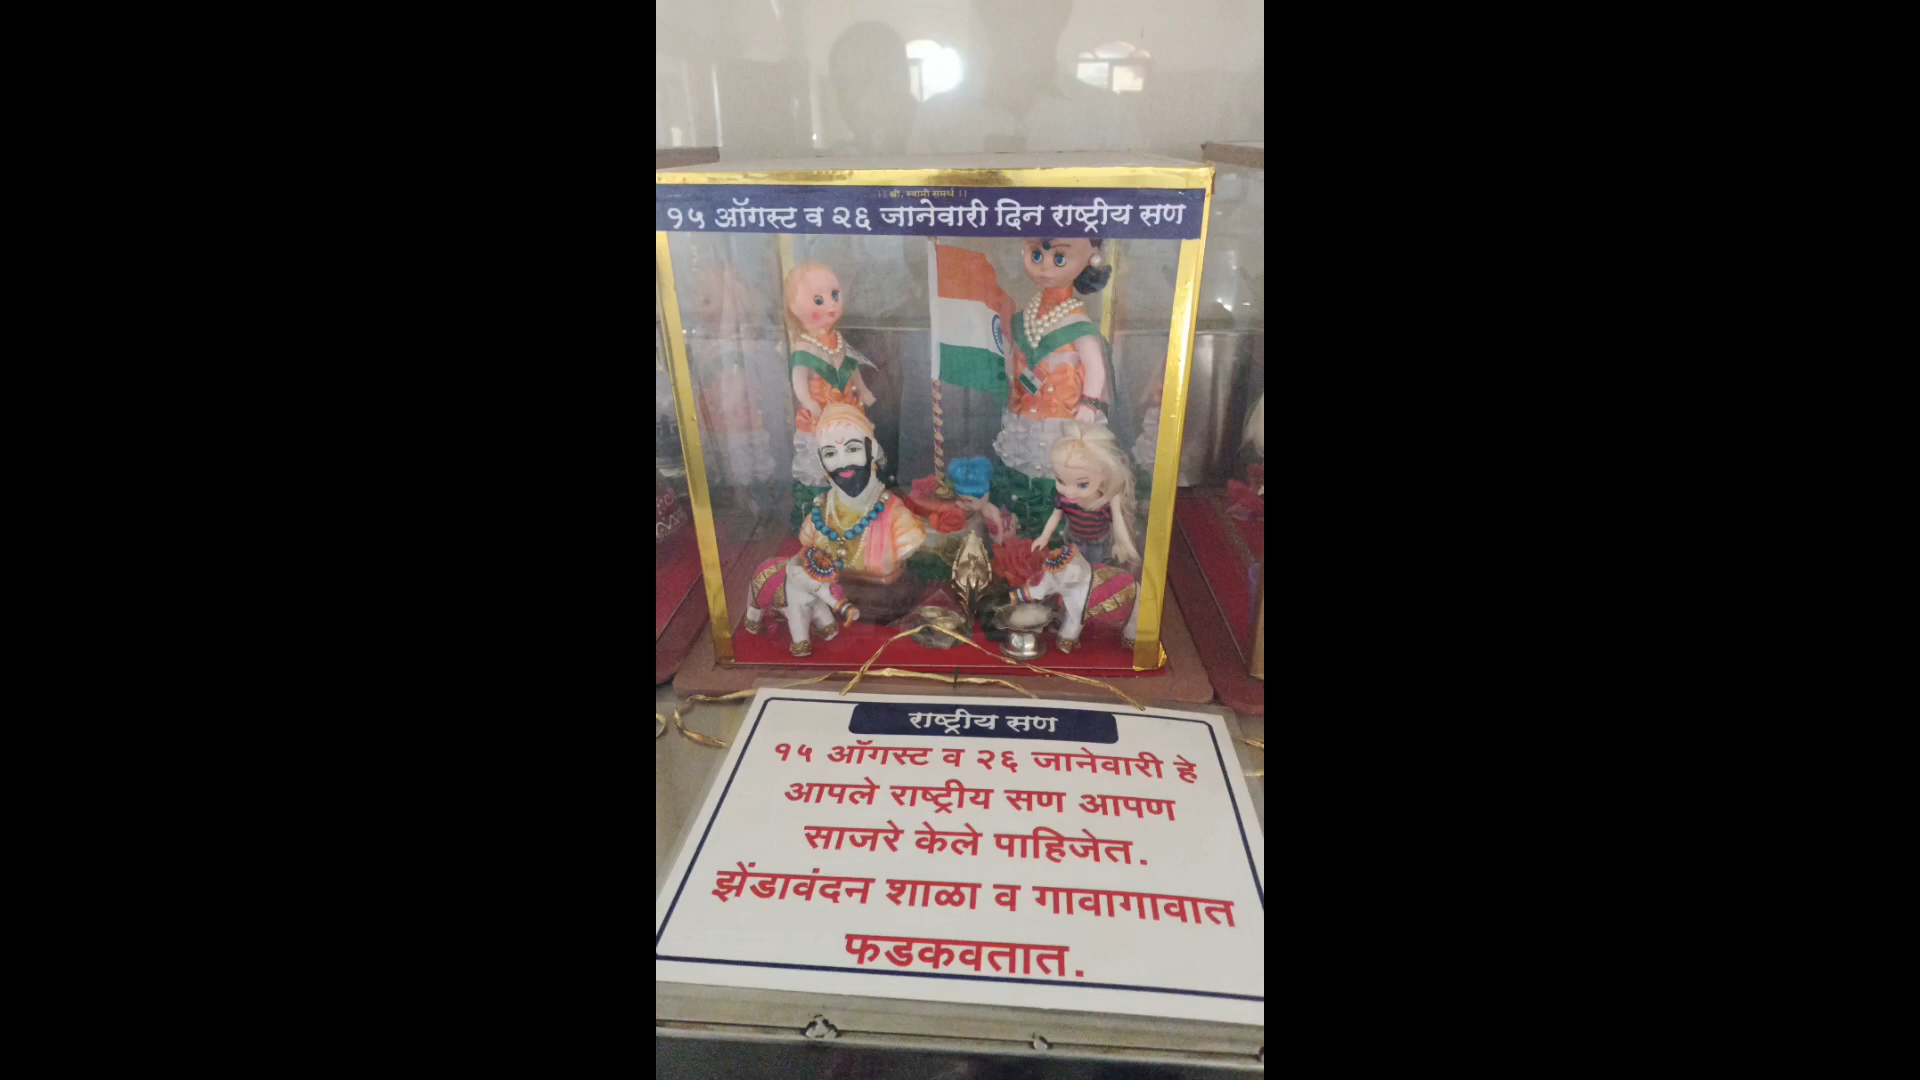 ।। श्री. स्वामी समर्थ ।।
१५ ऑगस्ट व २६ जानेवारी दिन राष्ट्रीय सण
राष्ट्रीय सण
१५ ऑगस्ट व २६ जानेवारी हे
आपले राष्ट्रीय सण आपण
साजरे केले पाहिजेत.
झेंडावंदन शाळा व गावागावात
फडकवतात.